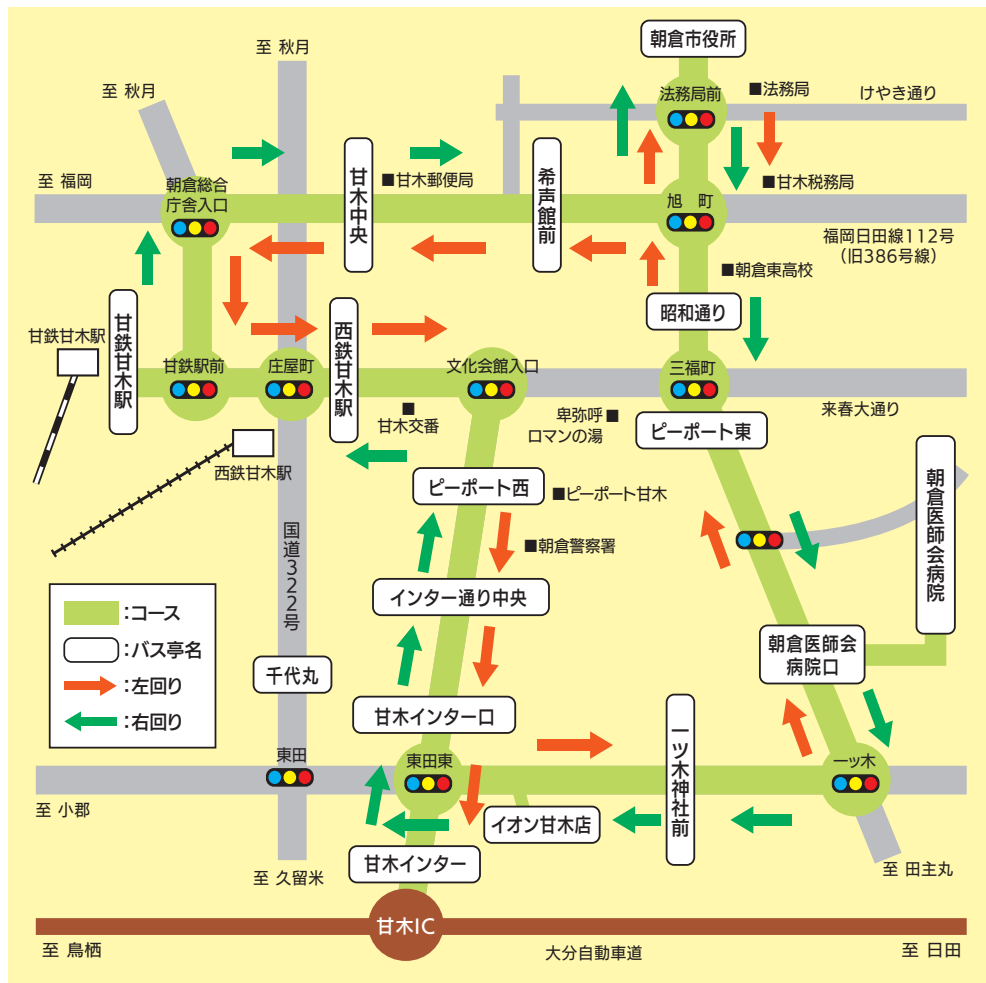 朝倉市役所
至 秋月
至 秋月
法務局前
■法務局
けやき通り
至 福岡
朝倉総合
庁舎入口
甘木中央
■甘木郵便局
希声館前
旭 町
■甘木税務局
福岡日田線112号
（旧386号線）
■朝倉東高校
昭和通り
甘鉄甘木駅
甘鉄甘木駅
甘鉄駅前
庄屋町
西鉄甘木駅
文化会館入口
三福町
来春大通り
■
甘木交番
卑弥呼■
ロマンの湯
ピーポート東
西鉄甘木駅
ピーポート西
■ピーポート甘木
朝倉医師会病院
国道322号
■朝倉警察署
インター通り中央
:コース
:バス亭名
:左回り
:右回り
千代丸
朝倉医師会
病院口
甘木インター口
一ツ木神社前
東田
東田東
一ッ木
至 小郡
イオン甘木店
甘木インター
至 久留米
至 田主丸
甘木IC
至 鳥栖
大分自動車道
至 日田